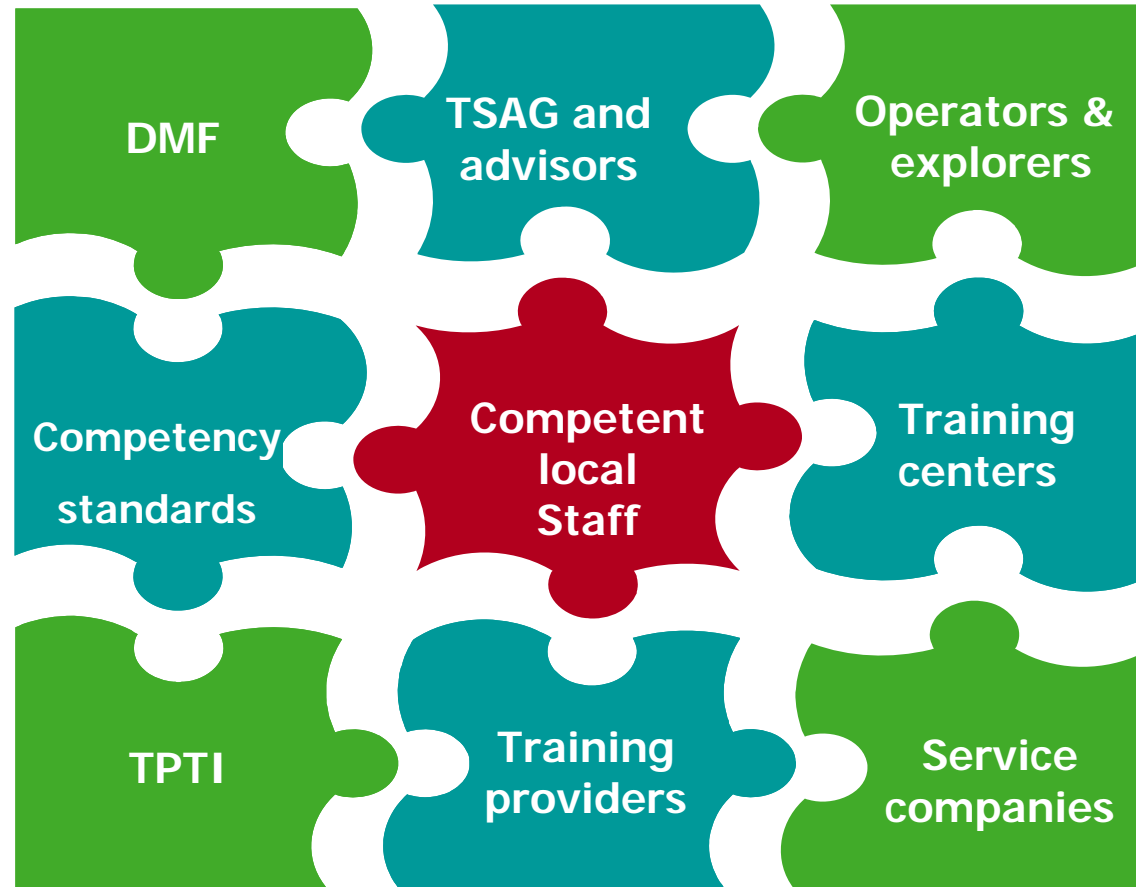 DMF
TSAG and
advisors
Operators &
explorers
Competency
standards
Competent
local
Staff
Training
centers
TPTI
Training
providers
Service
companies